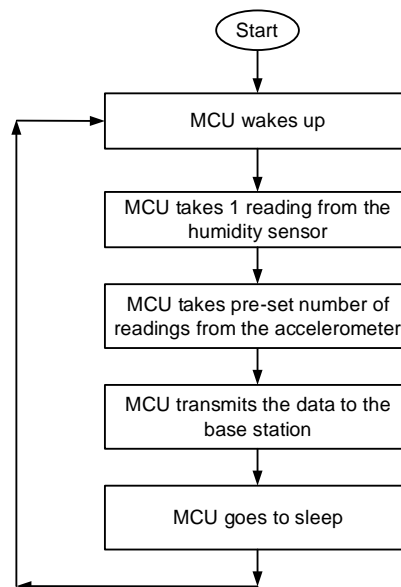 Start
MCU wakes up
MCU takes 1 reading from the
humidity sensor
MCU takes pre-set number of
readings from the accelerometer
MCU transmits the data to the
base station
MCU goes to sleep